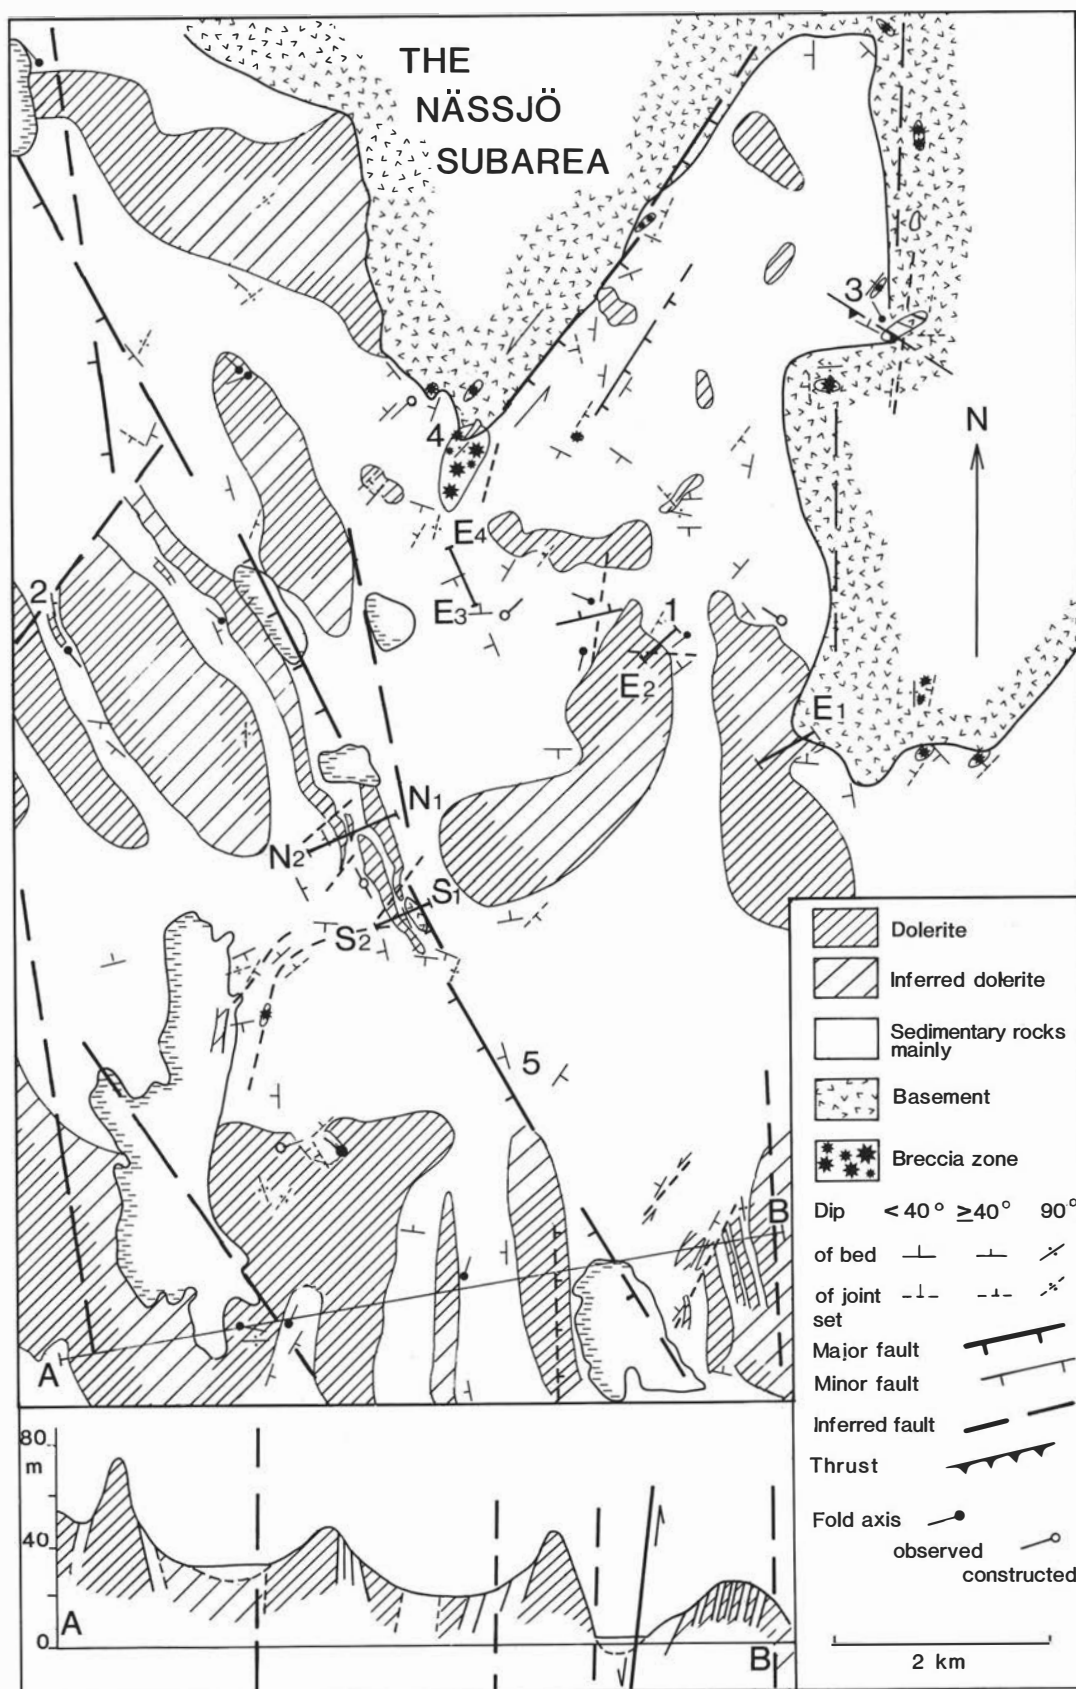 THE
NÄSSJÖ
SUBAREA
3
4
N
E4
2
E3
1
E2
E1
N1
N2
S1
S2
5
B
A
Dolerite
Inferred dolerite
Sedimentary rocks
mainly
Basement
Breccia zone
Dip < 40° ≥40° 90°
of bed
of joint
set
Major fault
Minor fault
Inferred fault
Thrust
Fold axis
observed
constructed
2 km
80
m
40
A
0
B